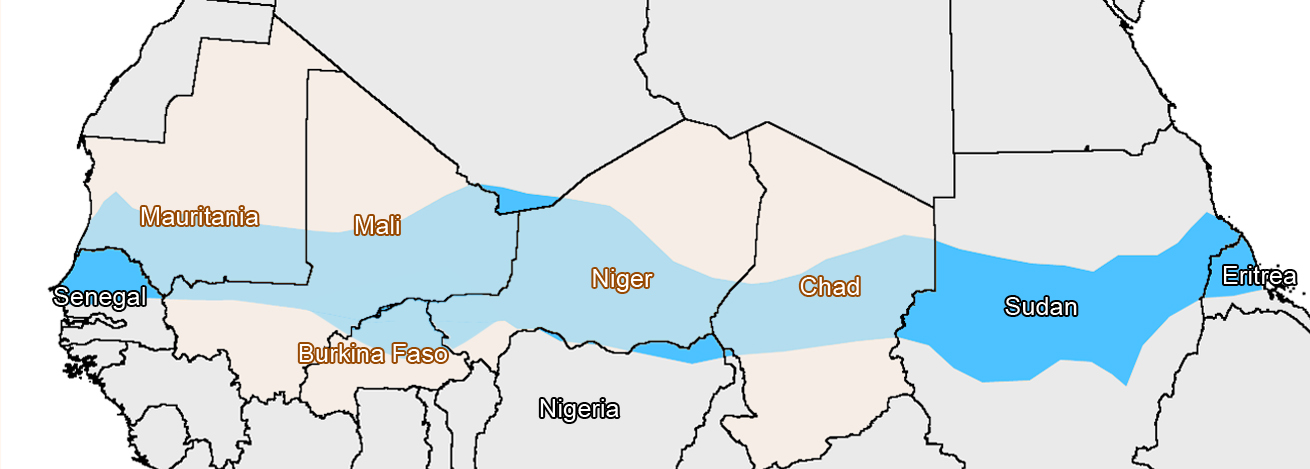 Mauritania
Mali
Niger
Chad
Eritrea
Senegal
Sudan
Burkina Faso
Nigeria